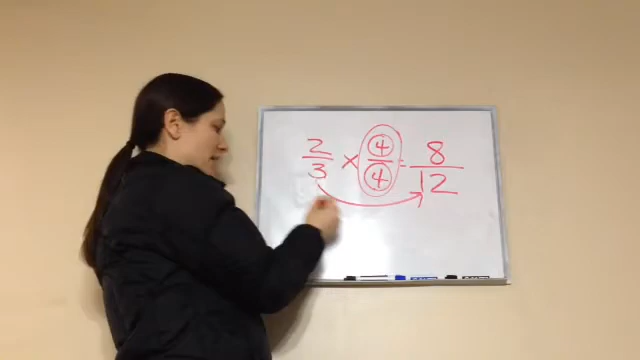 2/3 × 4/4 = 8/12